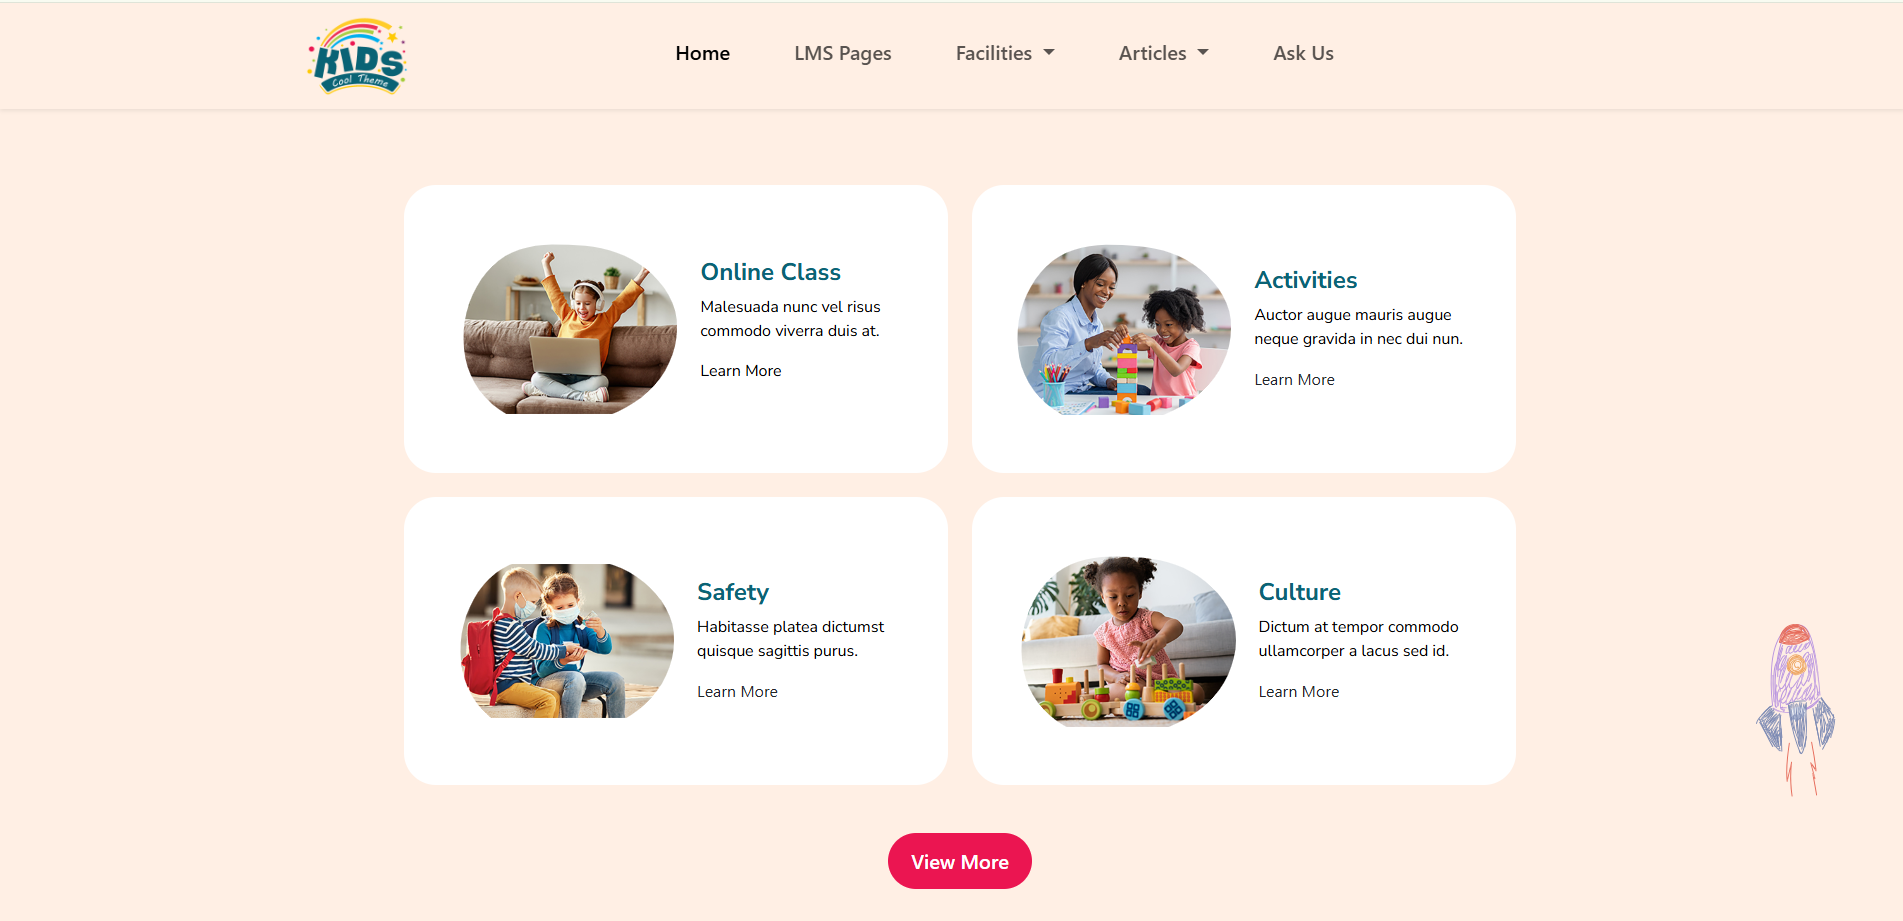 KIDS
Cool Theme
Home
LMS Pages
Facilities
Articles
Ask Us
Online Class
Malesuada nunc vel risus
commodo viverra duis at.
Learn More
Activities
Auctor augue mauris augue
neque gravida in nec dui nun.
Learn More
Safety
Habitasse platea dictumst
quisque sagittis purus.
Learn More
Culture
Dictum at tempor commodo
ullamcorper a lacus sed id.
Learn More
View More